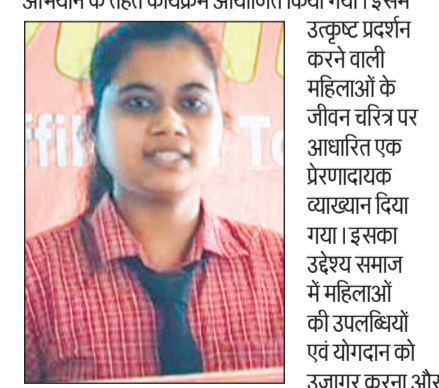 अभियान के तहत कार्यक्रम आयोजित किया गया। इसमें
उत्कृष्ट प्रदर्शन
करने वाली
महिलाओं के
जीवन चरित्र पर
आधारित एक
प्रेरणादायक
व्याख्यान दिया
गया। इसका
उद्देश्य समाज
में महिलाओं
की उपलब्धियों
एवं योगदान को
उजागर करना और